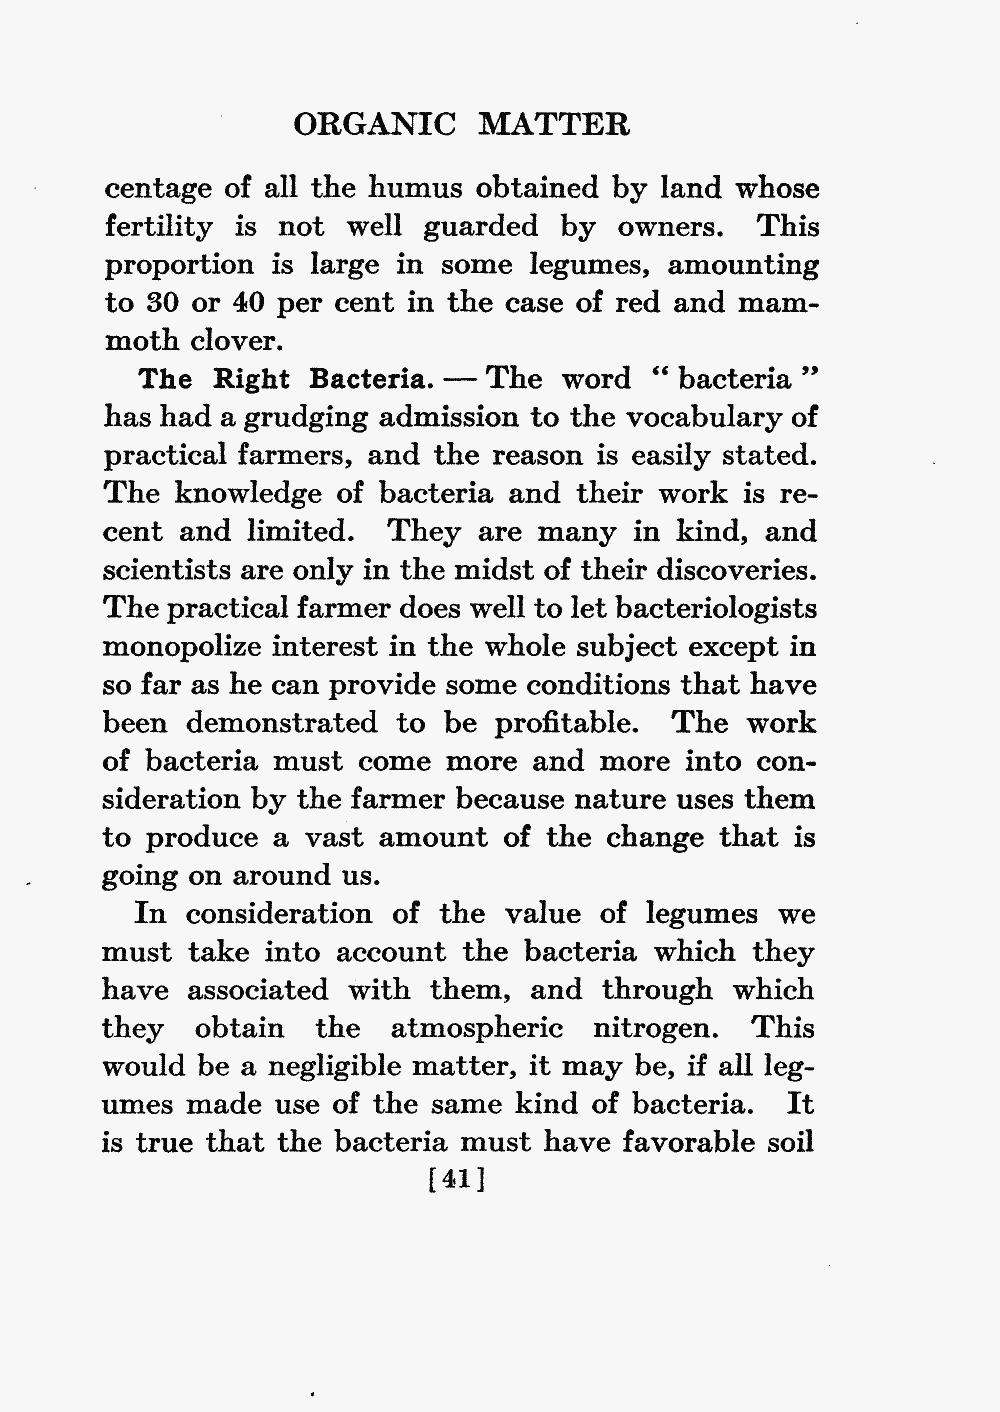 ORGANIC MATTER
centage of all the humus obtained by land whose
fertility is not well guarded by owners. This
proportion is large in some legumes, amounting
to 30 or 40 per cent in the case of red and mam-
moth clover.
The Right Bacteria. — The word “ bacteria ”
has had a grudging admission to the vocabulary of
practical farmers, and the reason is easily stated.
The knowledge of bacteria and their work is re-
cent and limited. They are many in kind, and
scientists are only in the midst of their discoveries.
The practical farmer does well to let bacteriologists
monopolize interest in the whole subject except in
so far as he can provide some conditions that have
been demonstrated to be profitable. The work
of bacteria must come more and more into con-
sideration by the farmer because nature uses them
to produce a vast amount of the change that is
going on around us.
In consideration of the value of legumes we
must take into account the bacteria which they
have associated with them, and through which
they obtain the atmospheric nitrogen. This
would be a negligible matter, it may be, if all leg-
umes made use of the same kind of bacteria. It
is true that the bacteria must have favorable soil
[41]